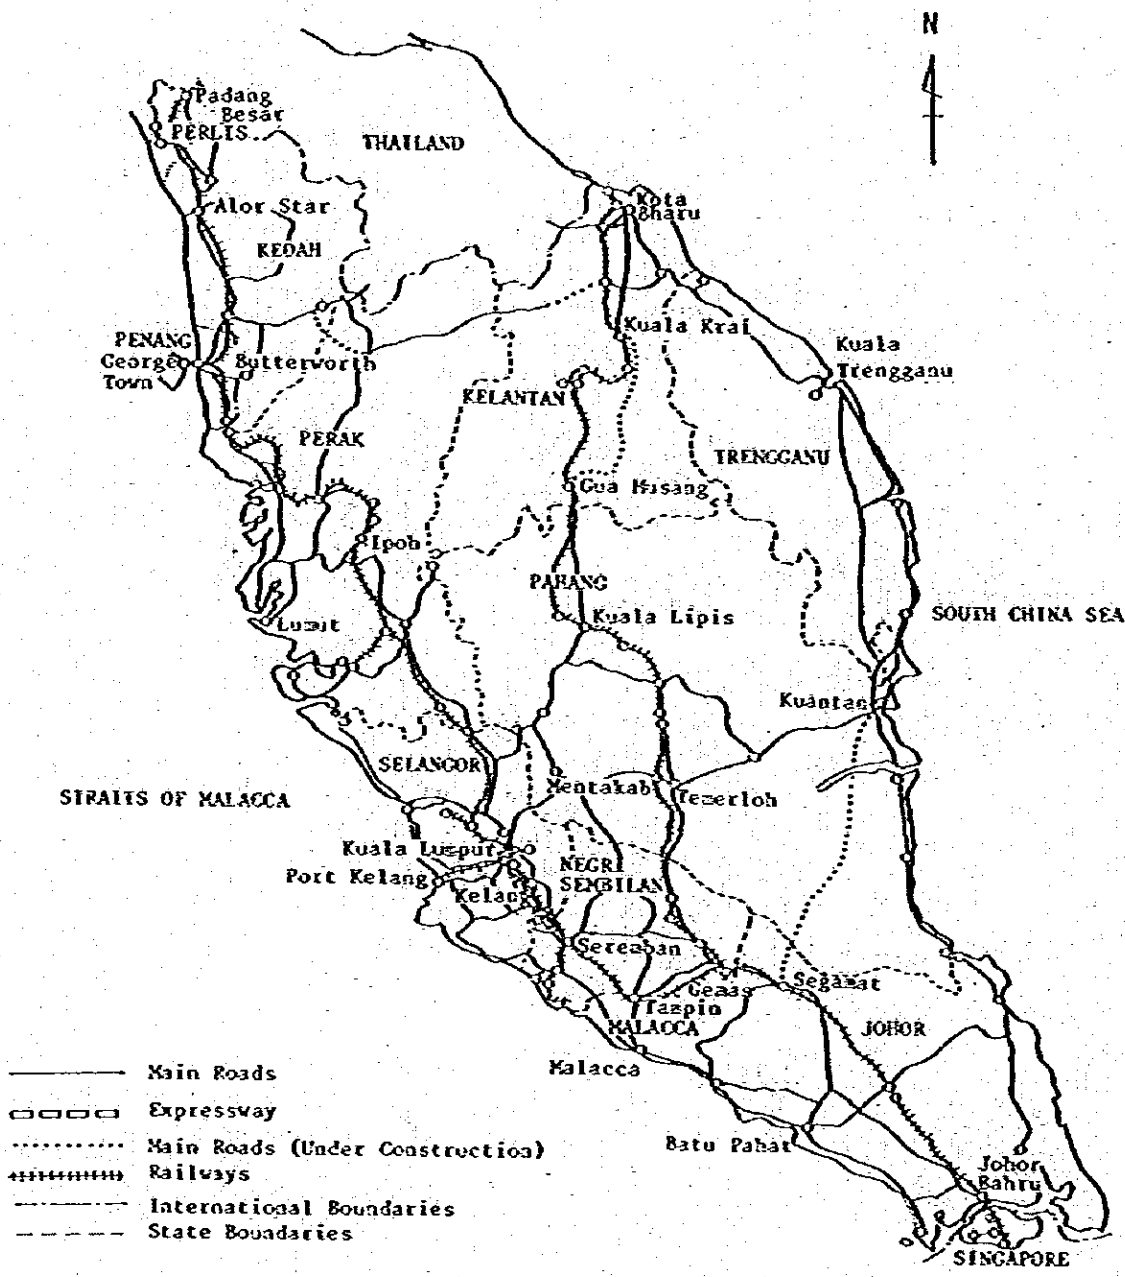 N
Padang
Besar
PERLIS
THAILAND
Kota
Bharu
Alor Star
KEDAH
PENANG
George
Town
Butterworth
Kuala Krai
Kuala
Trengganu
KELANTAN
PERAK
TRENGGANU
Gua Musang
Ipoh
PAHANG
Kuala Lipis
SOUTH CHINA SEA
Lumut
Kuantan
SELANGOR
STRAITS OF MALACCA
Mentakab
Temerloh
Kuala Lumpur
Port Kelang
Kelang
NEGRI
SEMBILAN
Seremban
Gemas
Segamat
Tampin
MALACCA
JOHOR
Malacca
Batu Pahat
Johor
Bahru
SINGAPORE
Main Roads
Expressway
Main Roads (Under Construction)
Railways
International Boundaries
State Boundaries